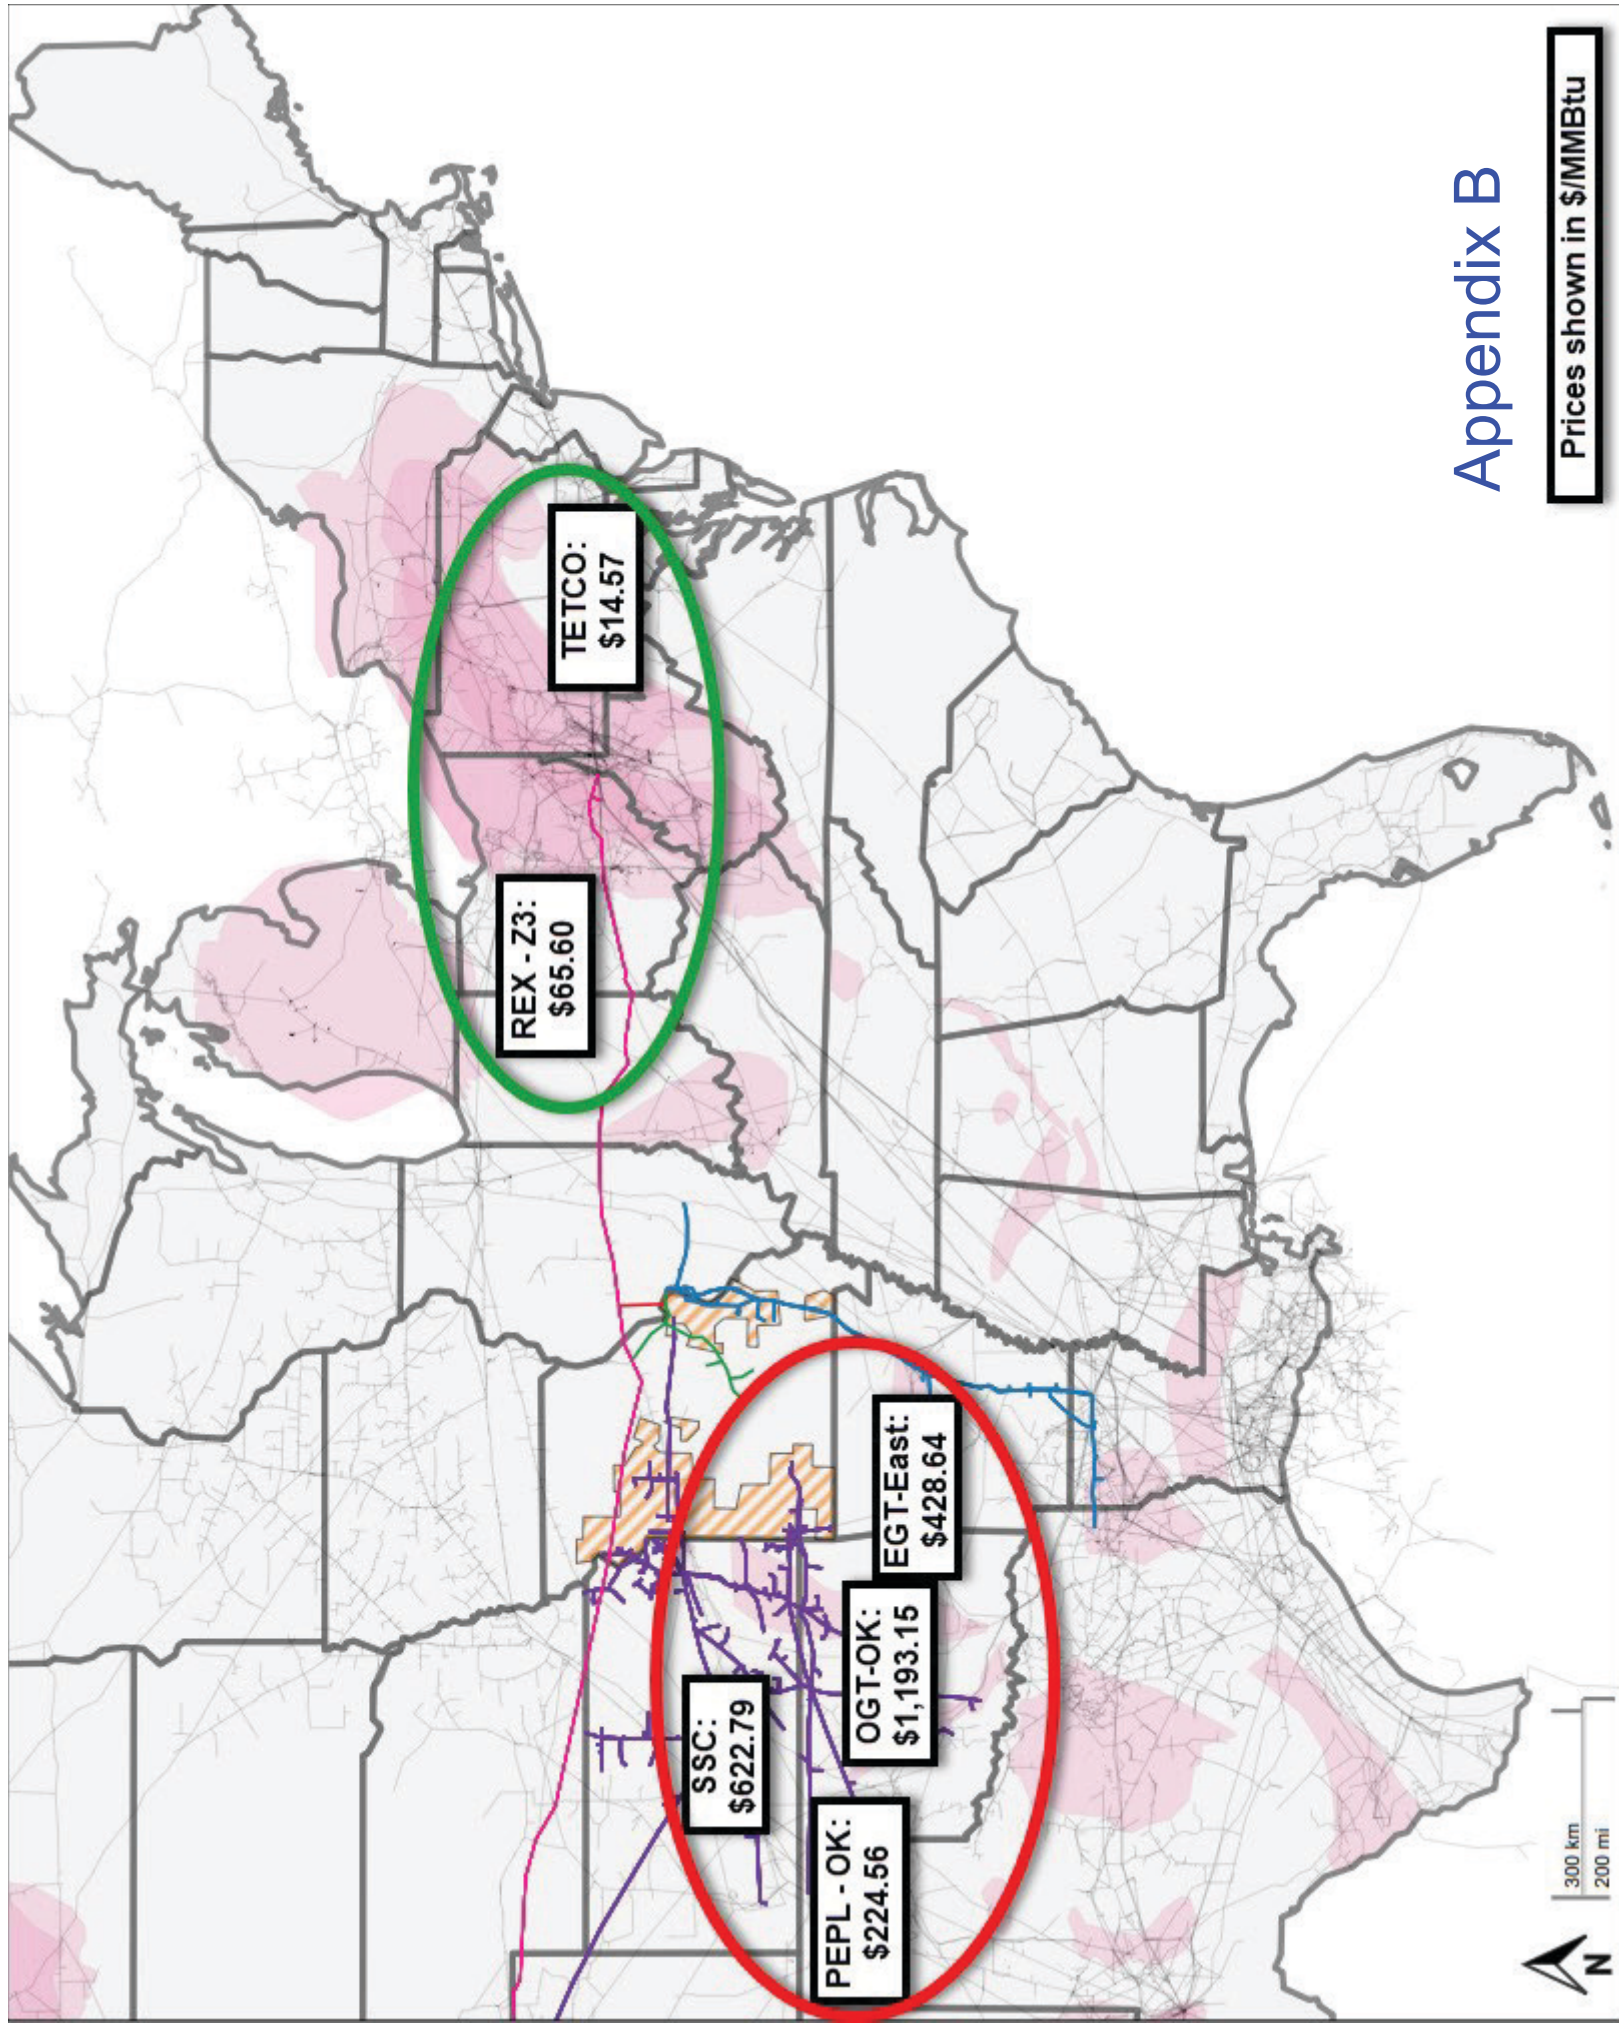 TETCO:
$14.57
REX - Z3:
$65.60
SSC:
$622.79
EGT-East:
$428.64
OGT-OK:
$1,193.15
PEPL - OK:
$224.56
Appendix B
Prices shown in $/MMBtu
300 km
200 mi
N